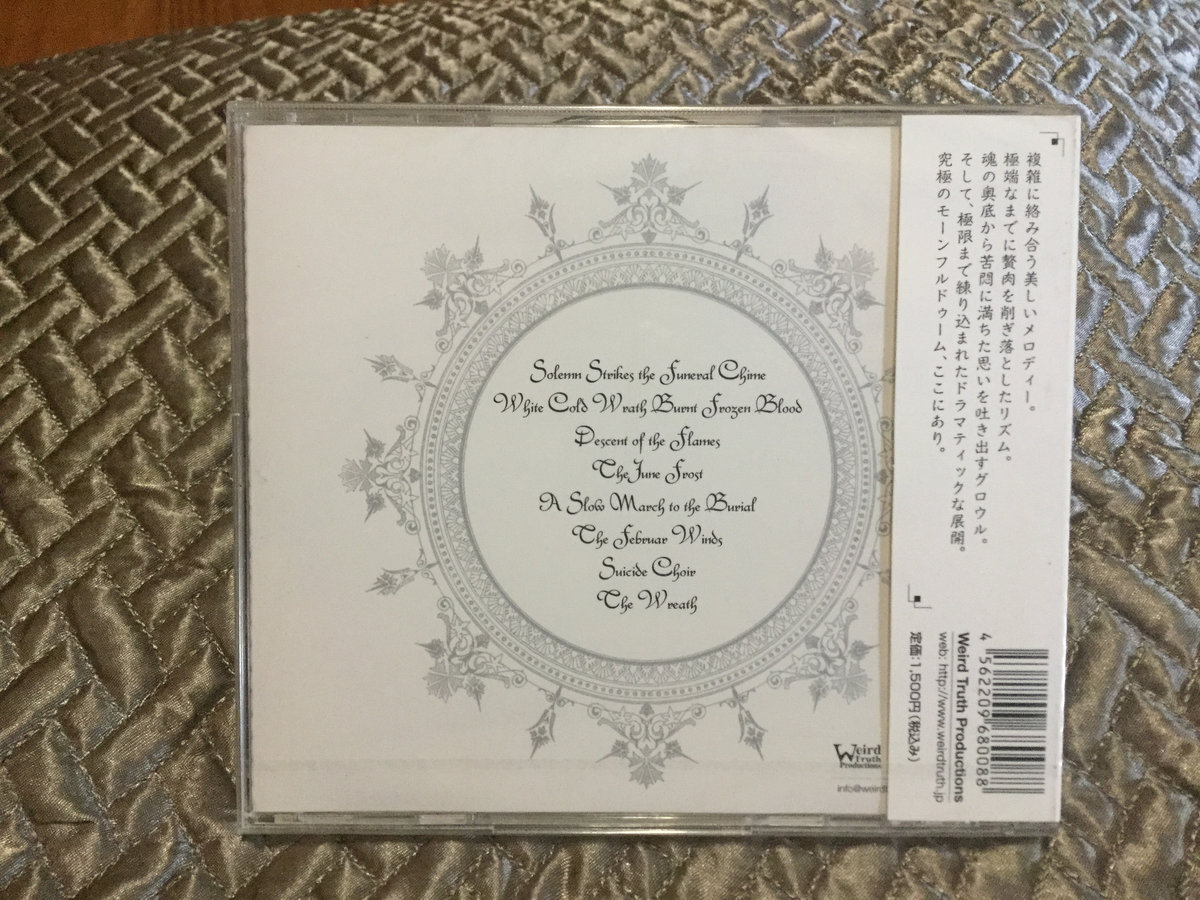 Solemn Strikes the Funeral Chime
White Cold Wrath Burnt Frozen Blood
Descent of the Flames
The June Frost
A Slow March to the Burial
The Februar Winds
Suicide Choir
The Wreath
Weird
Truth
Productions
info@weirdt
複雑に絡み合う美しいメロディー。
極端なまでに贅肉を削ぎ落としたリズム。
魂の奥底から苦悶に満ちた思いを吐き出すグロウル。
そして、極限まで練り込まれたドラマティックな展開。
究極のモーンフルドゥーム、ここにあり。
4 562209 680088
Weird Truth Productions
web: http://www.weirdtruth.jp
定価:1,500円(税込み)